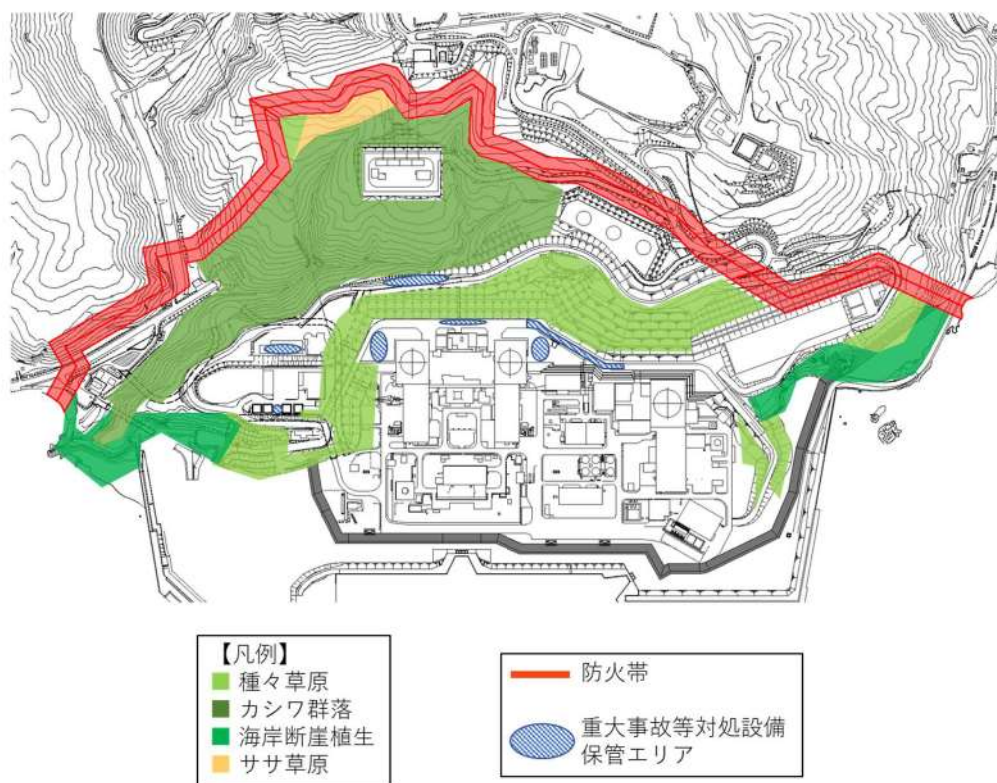 【凡例】
種々草原
カシワ群落
海岸断崖植生
ササ草原
防火帯
重大事故等対処設備
保管エリア